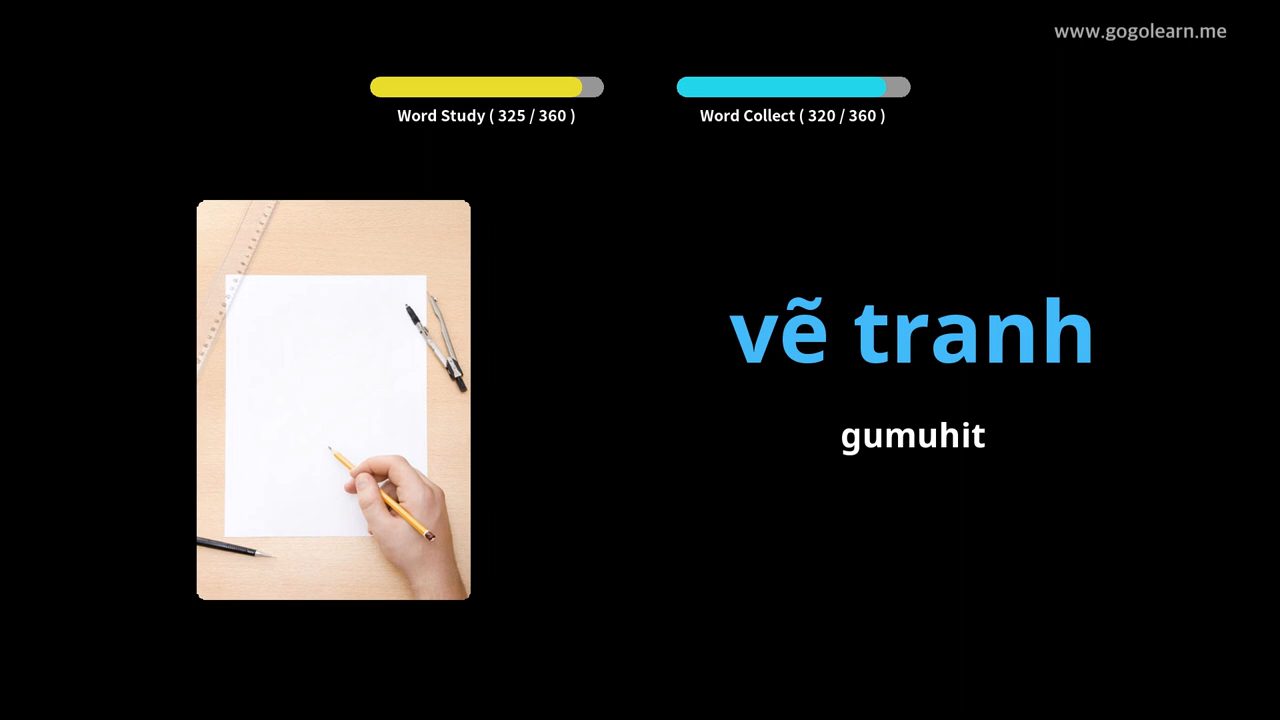 www.gogolearn.me
Word Study ( 325 / 360 )
Word Collect ( 320 / 360 )
vẽ tranh
gumuhit